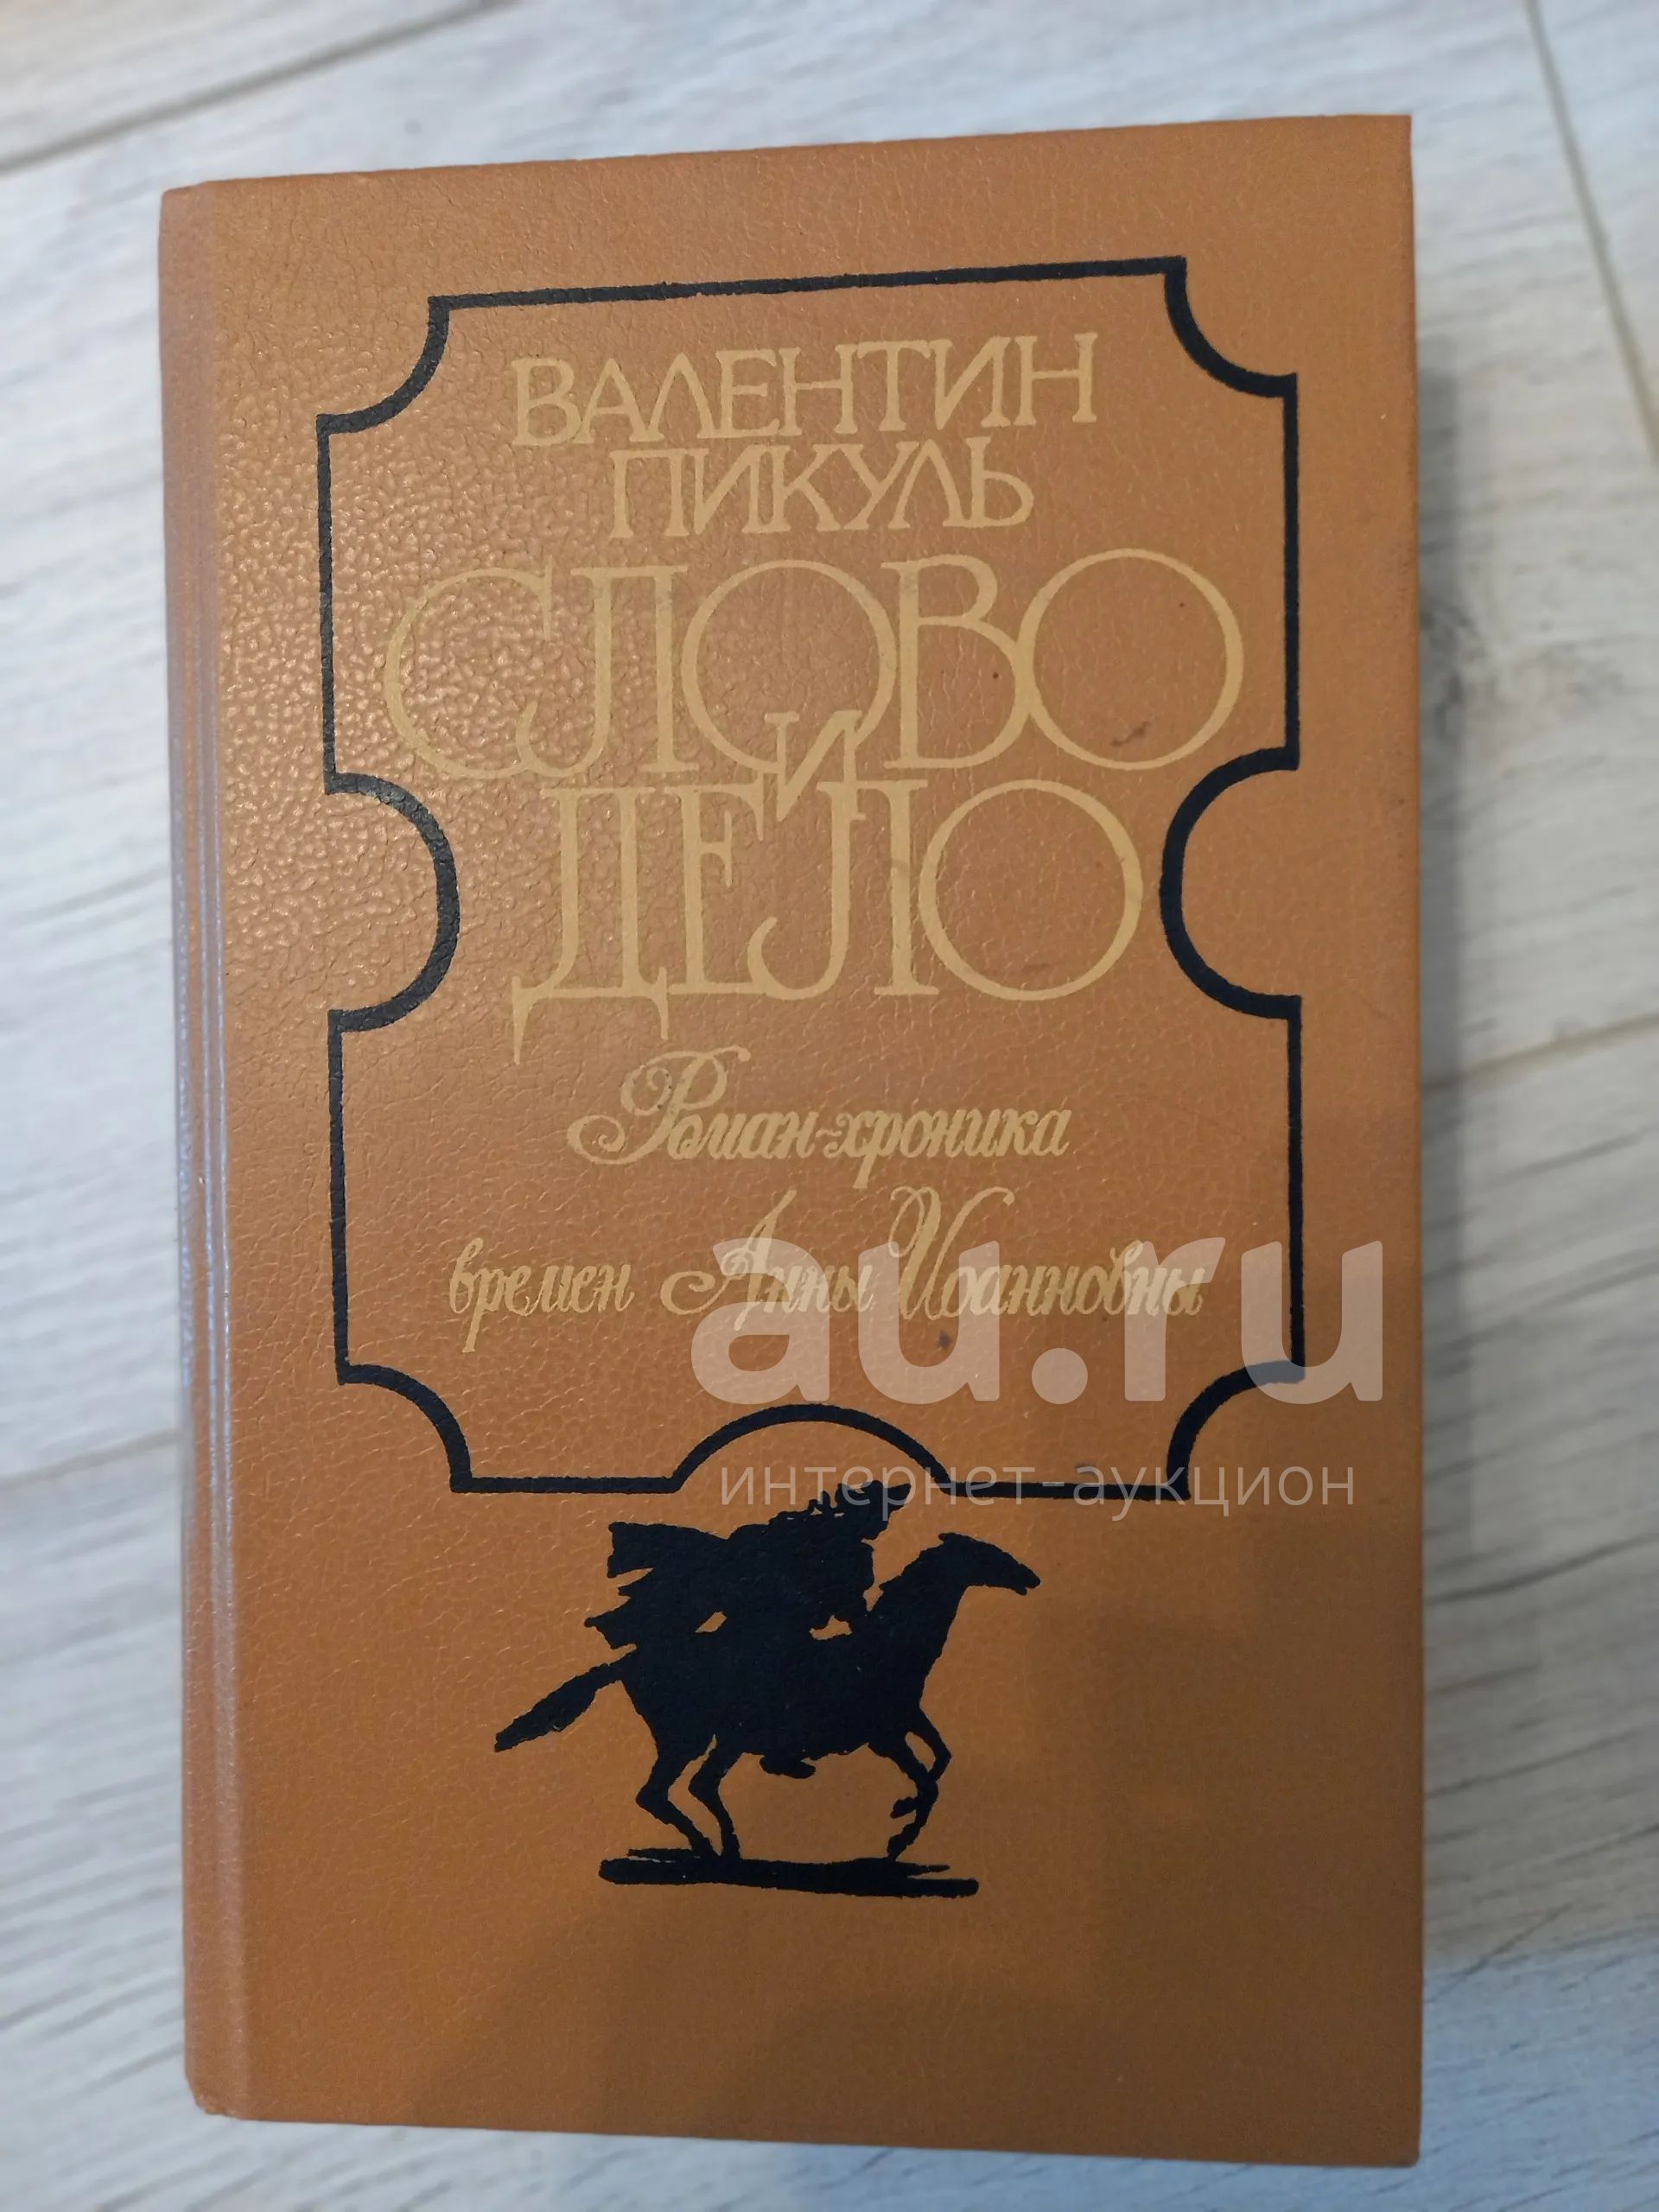 ВАЛЕНТИН
ПИКУЛЬ
СЛОВО
И
ДЕЛО
Роман-хроника
времен Анны Иоанновны
au.ru
интернет-аукцион